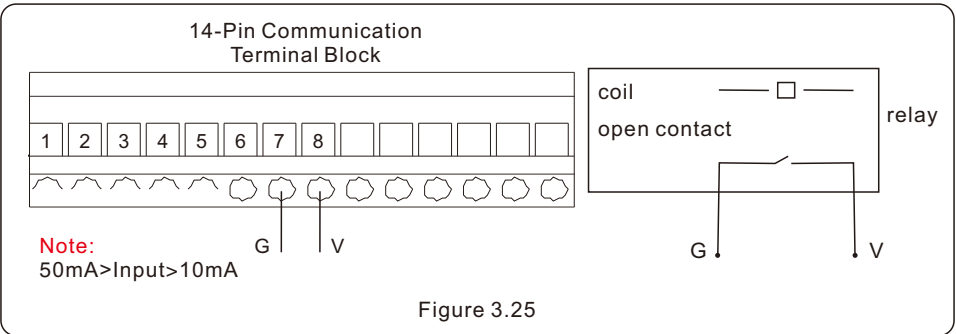 14-Pin Communication
Terminal Block
1 2 3 4 5 6 7 8
G V
Note:
50mA>Input>10mA
coil
open contact
relay
G V
Figure 3.25